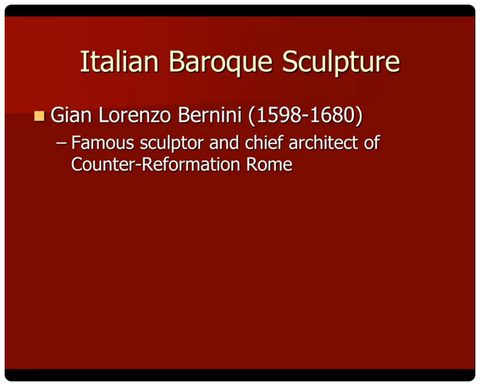 Italian Baroque Sculpture
Gian Lorenzo Bernini (1598-1680)
– Famous sculptor and chief architect of
Counter-Reformation Rome